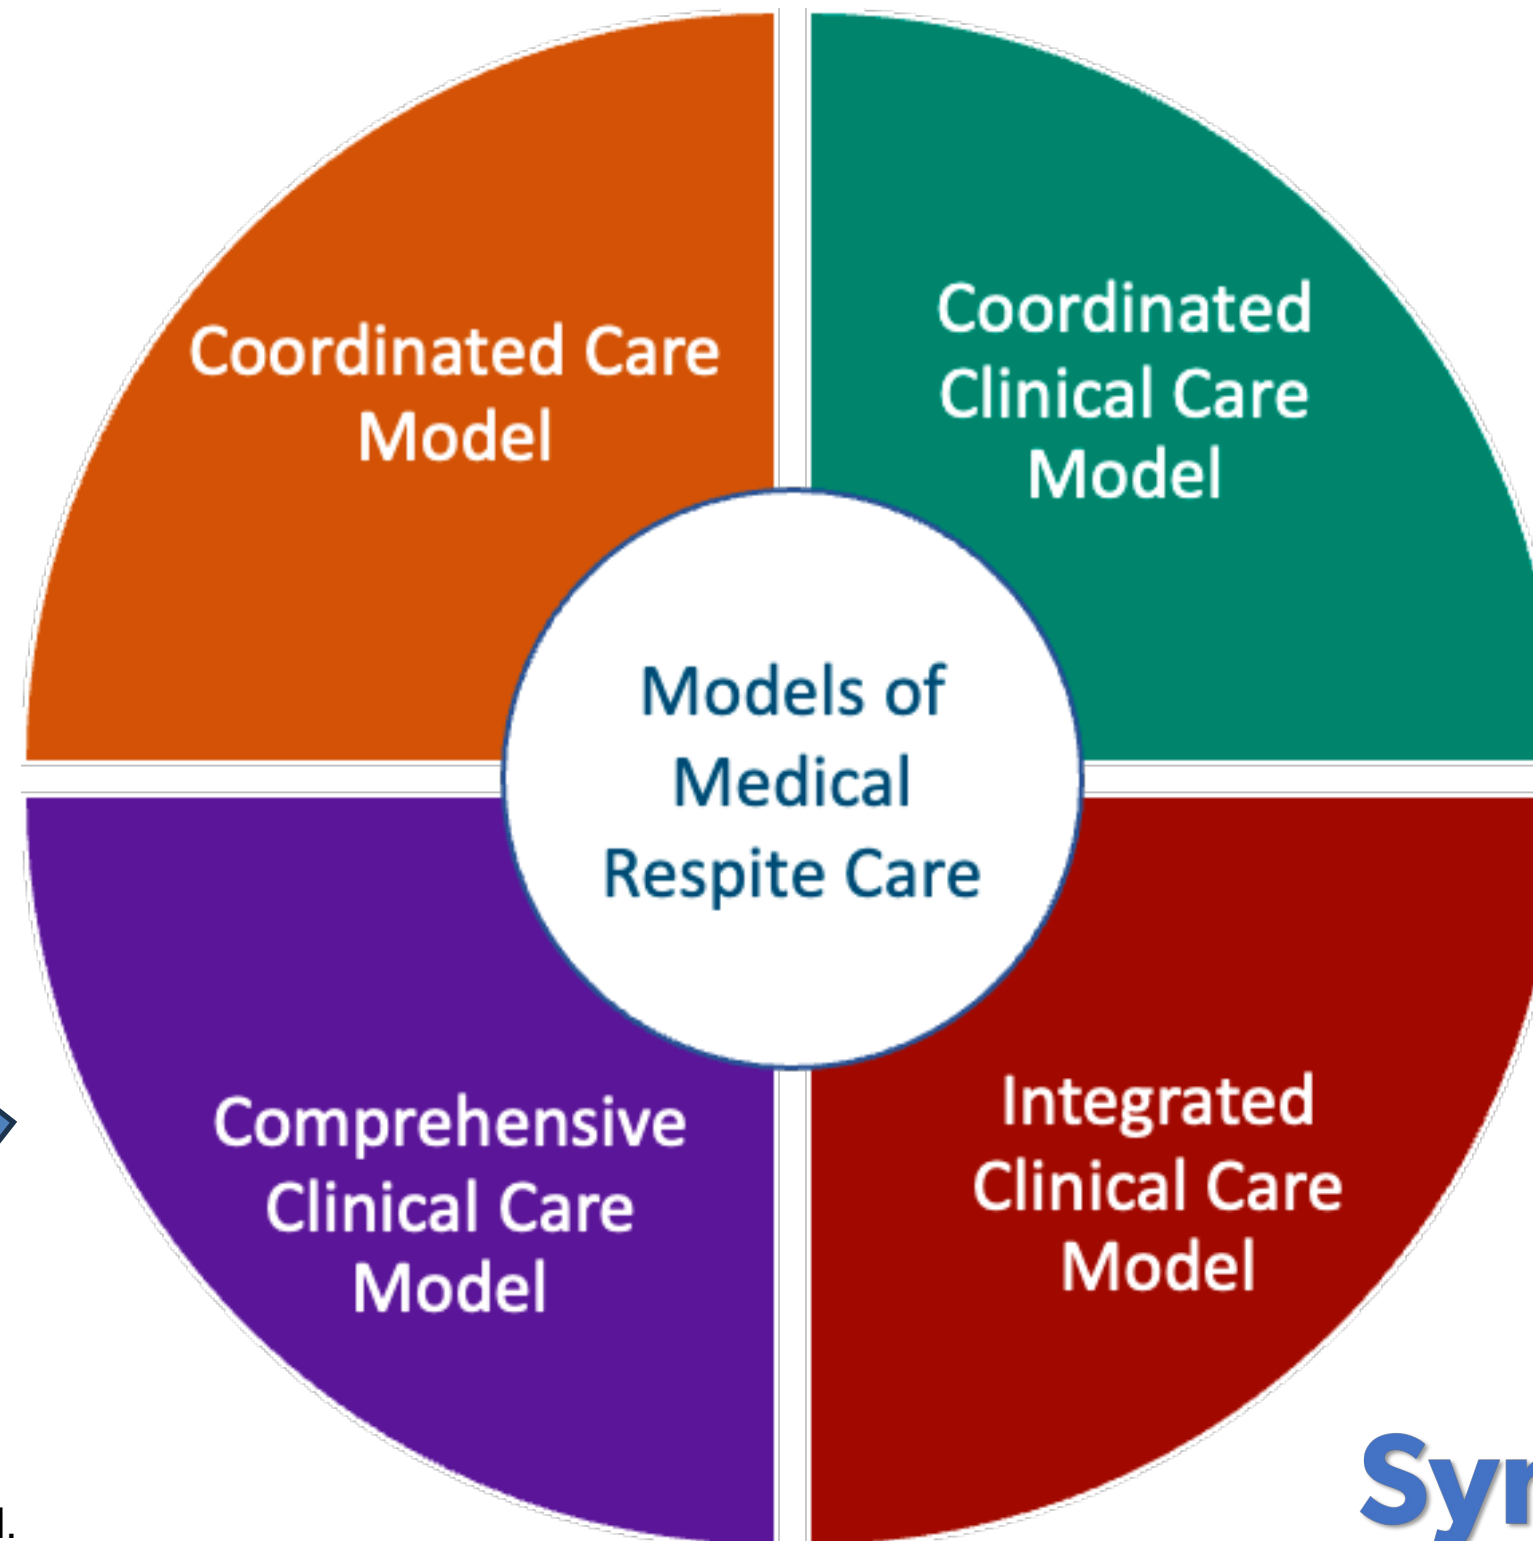 Coordinated Care
Model
Coordinated
Clinical Care
Model
Models of
Medical
Respite Care
Comprehensive
Clinical Care
Model
Integrated
Clinical Care
Model